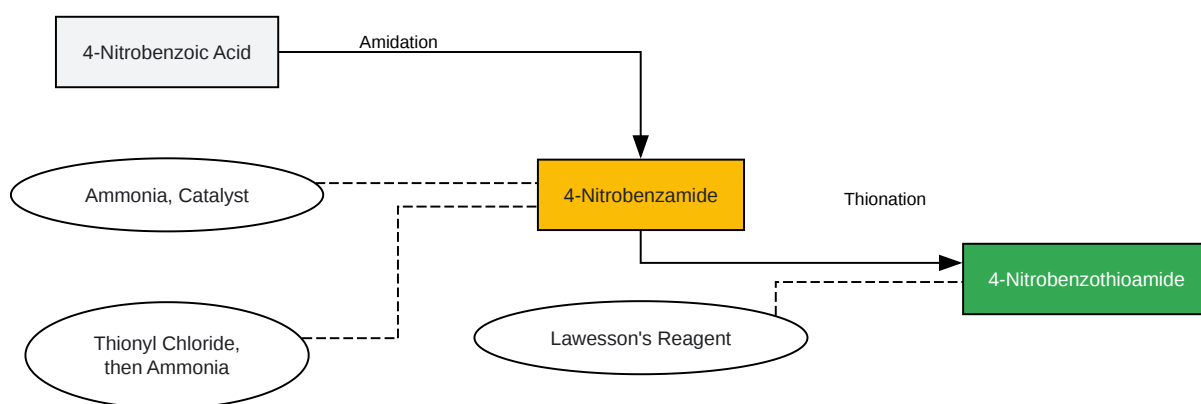 4-Nitrobenzoic Acid
Amidation
Ammonia, Catalyst
4-Nitrobenzamide
Thionation
4-Nitrobenzothioamide
Thionyl Chloride,
then Ammonia
Lawesson's Reagent